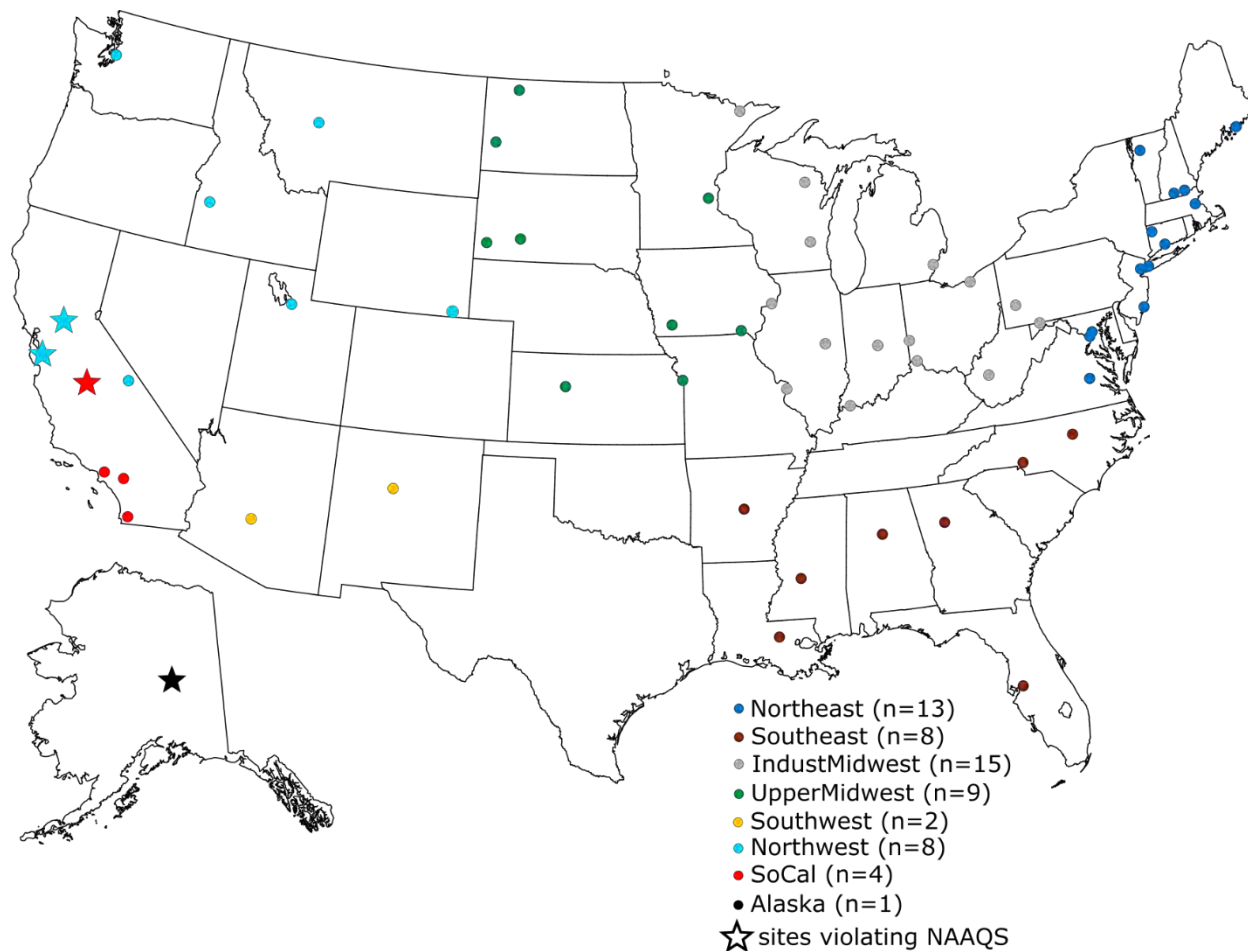 Northeast (n=13)
Southeast (n=8)
IndustMidwest (n=15)
UpperMidwest (n=9)
Southwest (n=2)
Northwest (n=8)
SoCal (n=4)
Alaska (n=1)
sites violating NAAQS